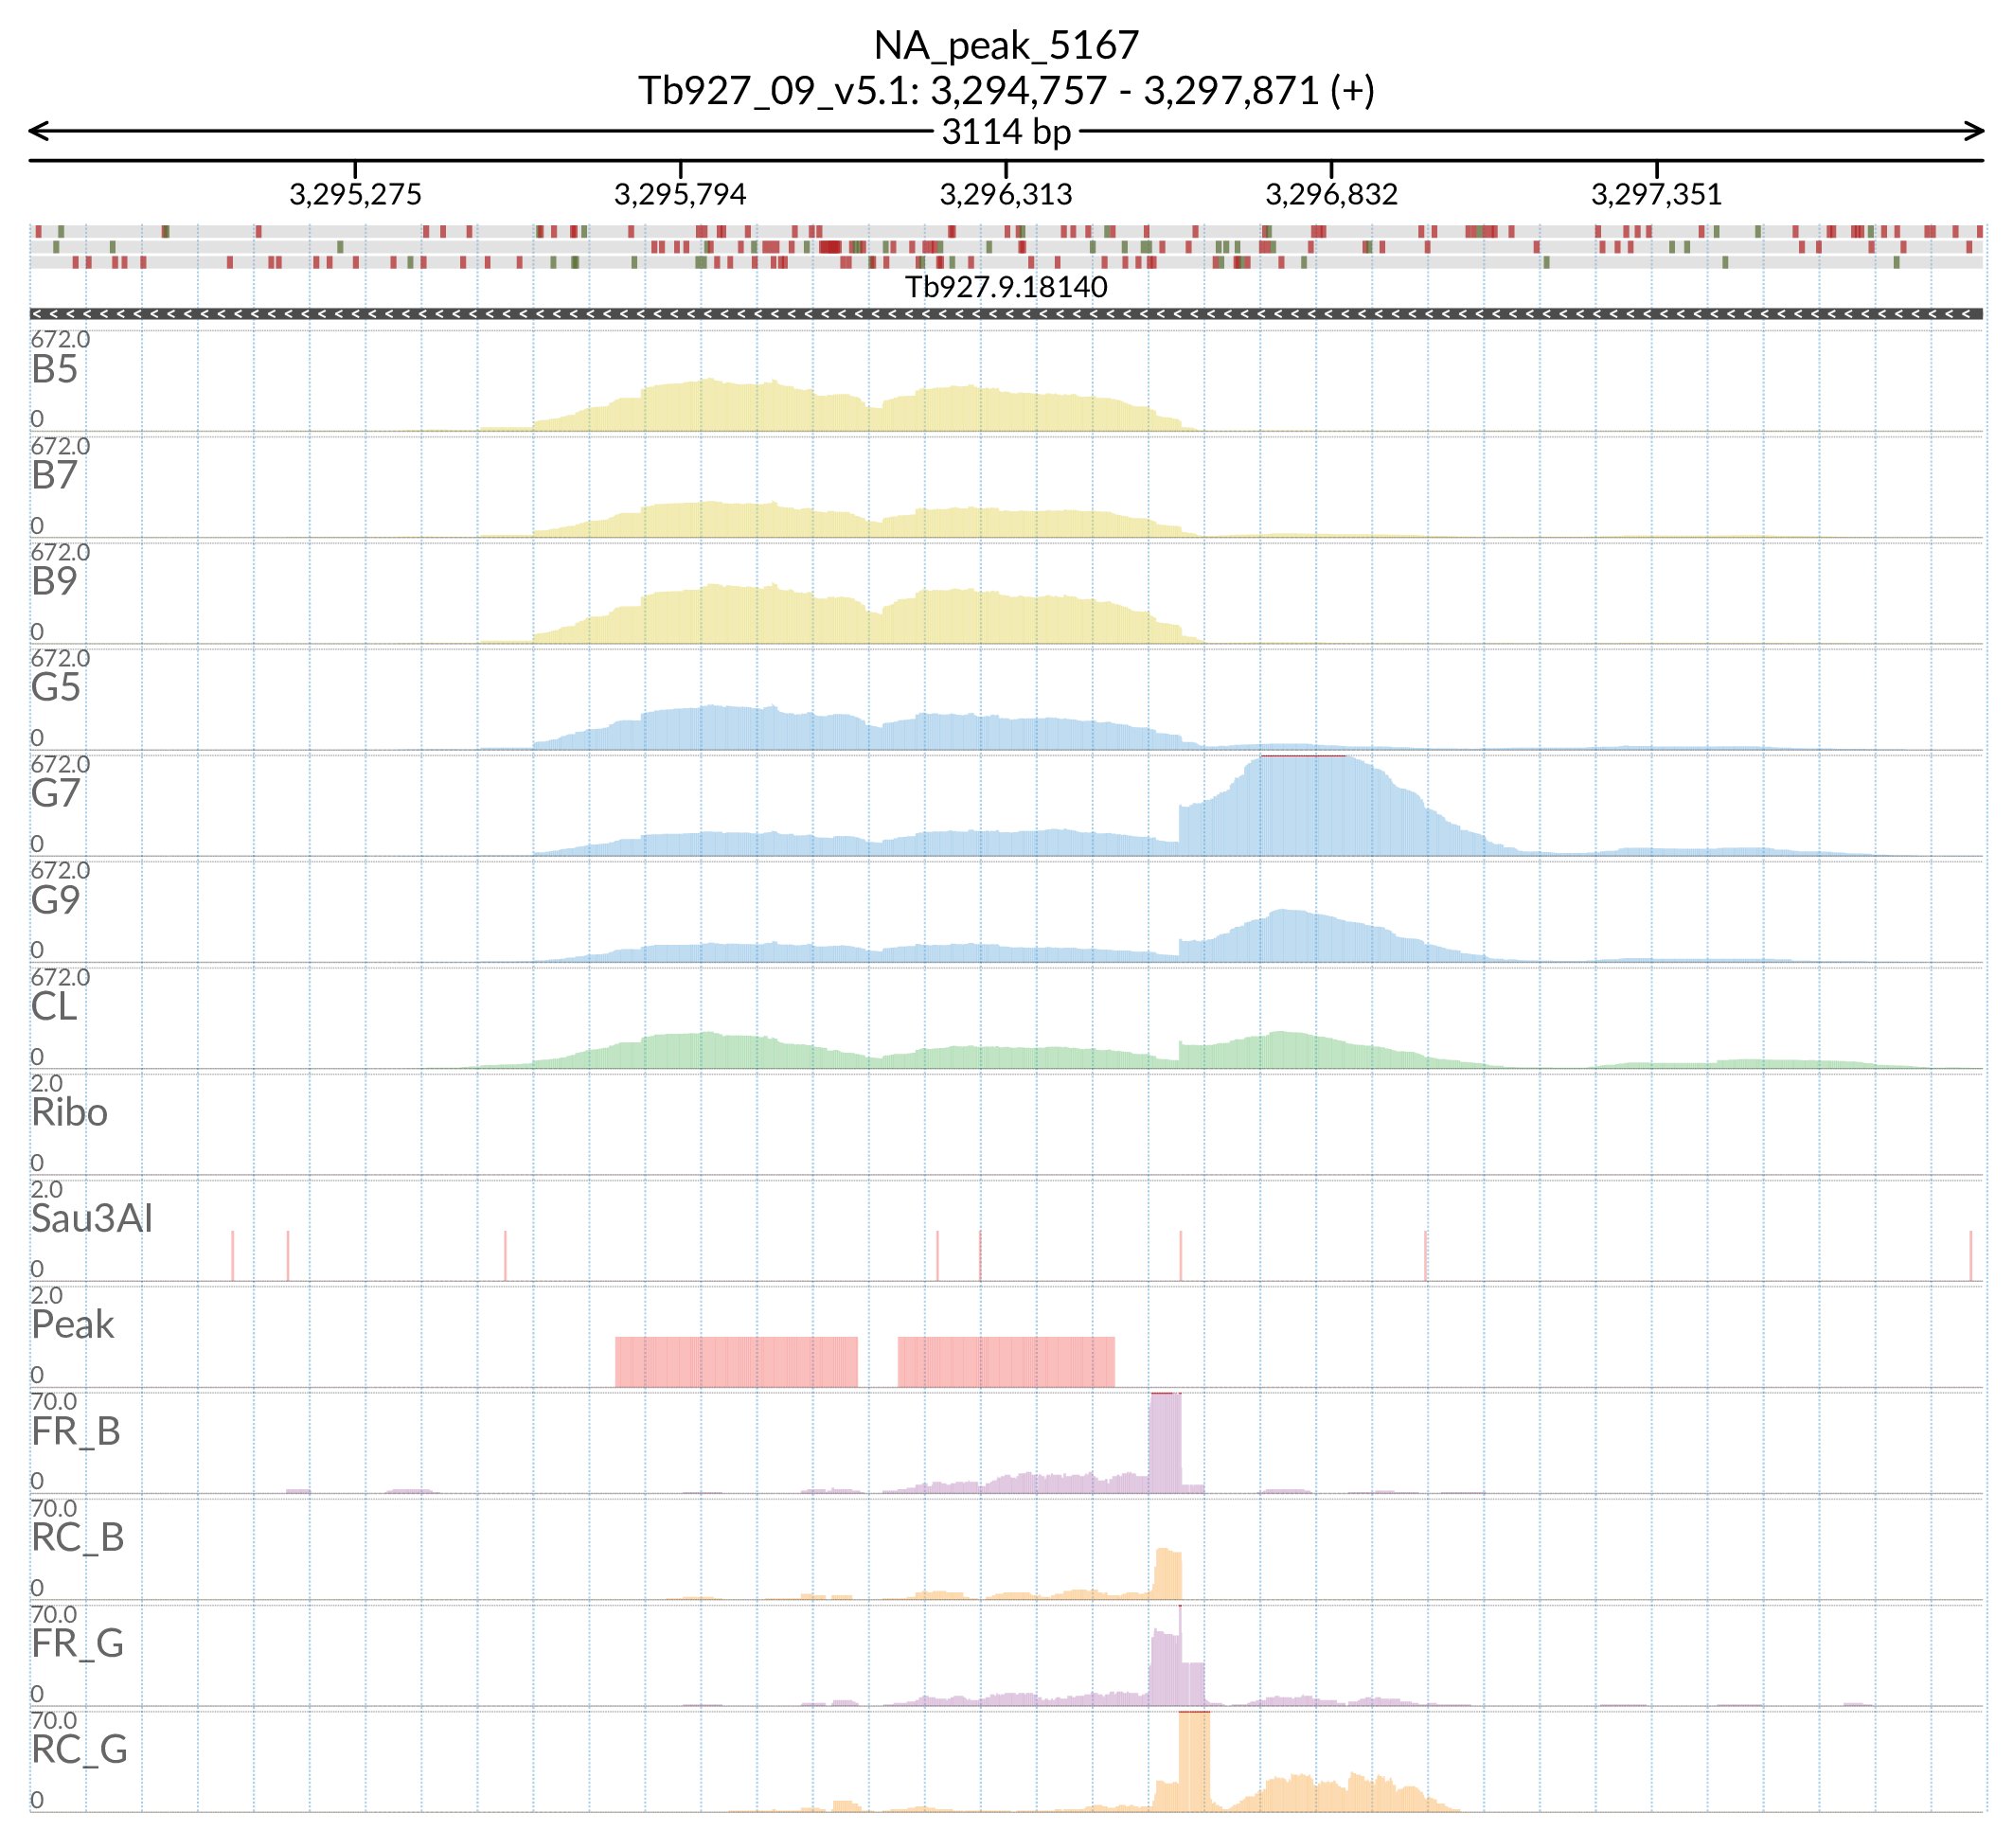 NA_peak_5167
Tb927_09_v5.1: 3,294,757 - 3,297,871 (+)
3114 bp
3,295,275 3,295,794 3,296,313 3,296,832 3,297,351
Tb927.9.18140
672.0
B5
0
672.0
B7
0
672.0
B9
0
672.0
G5
0
672.0
G7
0
672.0
G9
0
672.0
CL
0
2.0
Ribo
0
2.0
Sau3AI
0
2.0
Peak
0
70.0
FR_B
0
70.0
RC_B
0
70.0
FR_G
0
70.0
RC_G
0